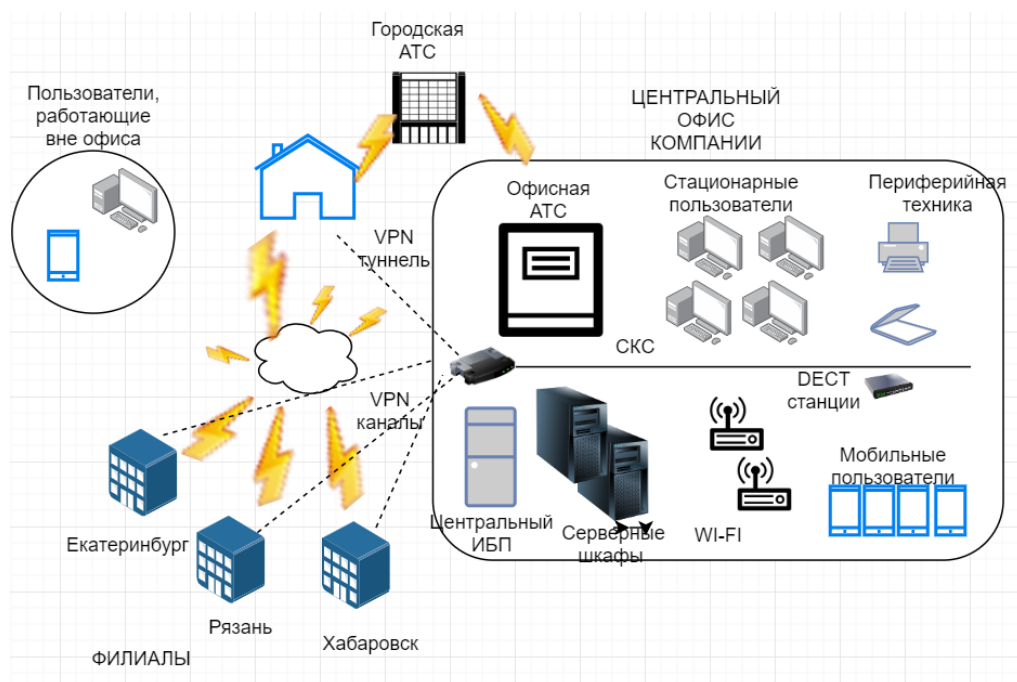 Городская
АТС
Пользователи,
работающие
вне офиса
ЦЕНТРАЛЬНЫЙ
ОФИС
КОМПАНИИ
Офисная
АТС
Стационарные
пользователи
Периферийная
техника
VPN
туннель
СКС
DECT
станции
VPN
каналы
Мобильные
пользователи
Центральный
ИБП
Серверные
шкафы
WI-FI
Екатеринбург
Рязань
Хабаровск
ФИЛИАЛЫ